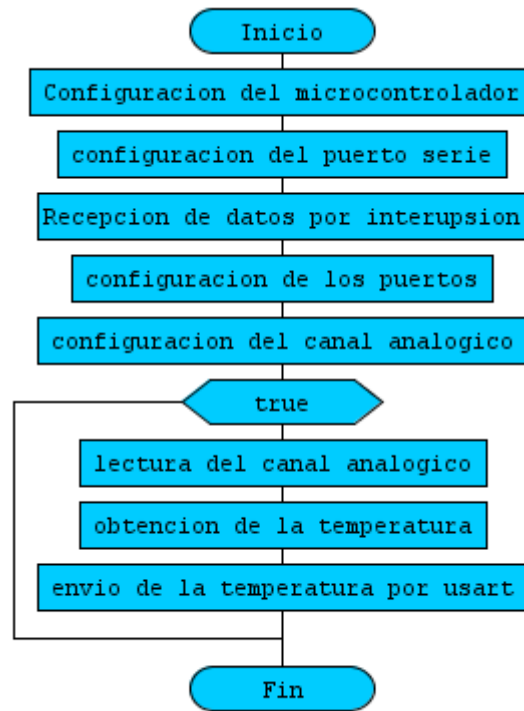 Inicio
Configuracion del microcontrolador
configuracion del puerto serie
Recepcion de datos por interupsion
configuracion de los puertos
configuracion del canal analogico
true
lectura del canal analogico
obtencion de la temperatura
envio de la temperatura por usart
Fin